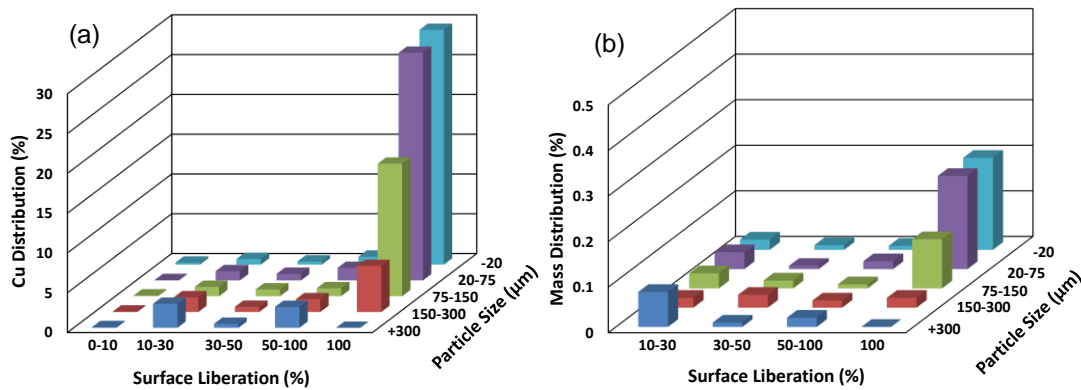 (a)
30
25
20
15
10
5
0
Cu Distribution (%)
0-10 10-30 30-50 50-100 100
Surface Liberation (%)
-20
20-75
75-150
150-300
+300
Particle Size (µm)
(b)
0.5
0.4
0.3
0.2
0.1
0
Mass Distribution (%)
10-30 30-50 50-100 100
Surface Liberation (%)
-20
20-75
75-150
150-300
+300
Particle Size (µm)